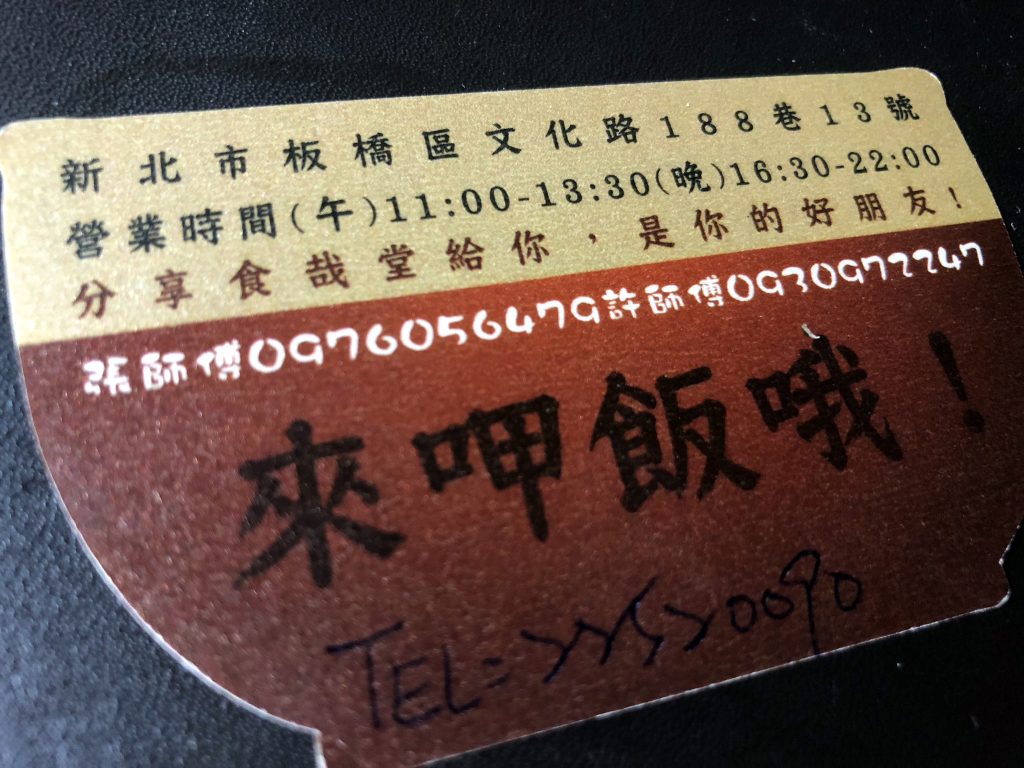 新北市板橋區文化路188巷13號
營業時間(午)11:00-13:30(晚)16:30-22:00
分享食哉堂給你，是你的好朋友!
張師傅0976056479許師傅0930972247
來呷飯哦！
TEL=22520090